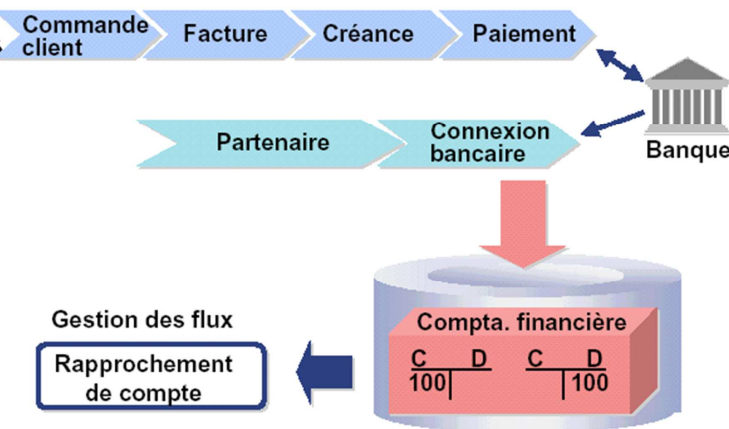 Commande
client
Facture
Créance
Paiement
Partenaire
Connexion
bancaire
Banque
Gestion des flux
Rapprochement
de compte
Compta. financière
C D C D
100 100